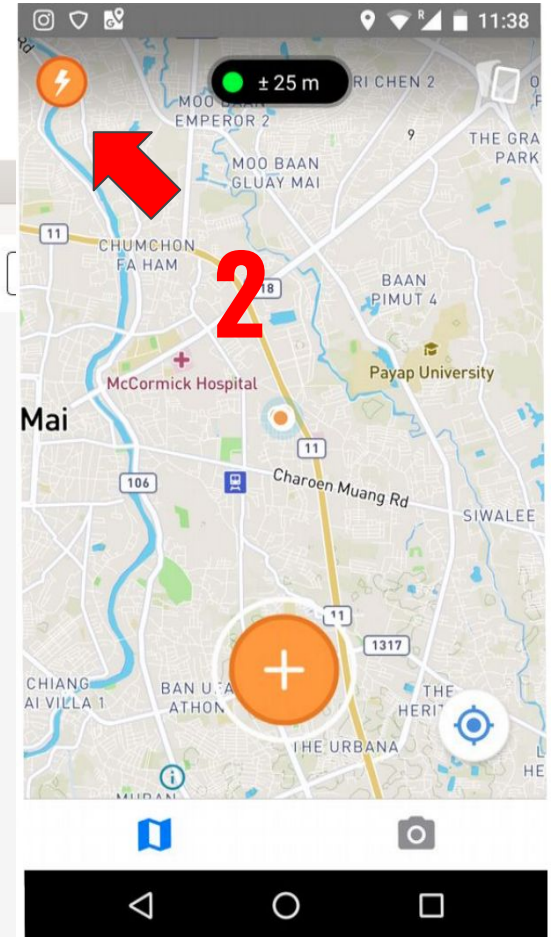 11:38
± 25 m
RI CHEN 2
MOO BAAN
EMPEROR 2
9
THE GRA
PARK
MOO BAAN
GLUAY MAI
11
CHUMCHON
FA HAM
2
18
BAAN
PIMUT 4
McCormick Hospital
Payap University
Mai
11
106
Charoen Muang Rd
SIWALEE
11
1317
CHIANG
AI VILLA 1
BAN U
ATHON
THE
HERIT
THE URBANA
HE